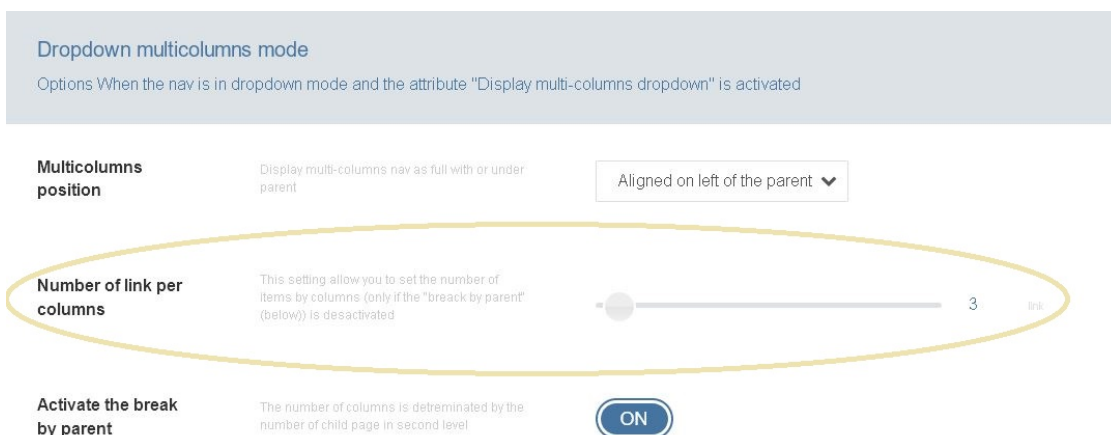 Dropdown multicolumns mode
Options When the nav is in dropdown mode and the attribute "Display multi-columns dropdown" is activated
Multicolumns
position
Display multi-columns nav as full with or under
parent
Aligned on left of the parent
Number of link per
columns
This setting allow you to set the number of
items by columns (only if the "breack by parent"
(below)) is desactivated
3
link
Activate the break
by parent
The number of columns is detreminated by the
number of child page in second level
ON